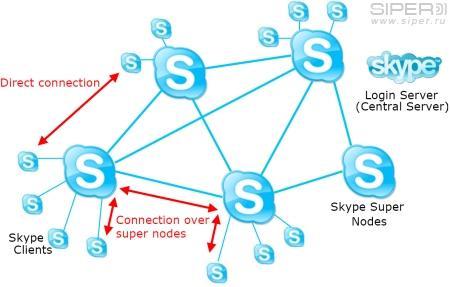 SIPER
www.siper.ru
S
S
S
S
S
S
S
S
Direct connection
skype
Login Server
(Central Server)
S
S
S
S
S
Connection over
super nodes
Skype Super
Nodes
Skype
Clients
S
S
S
S
S